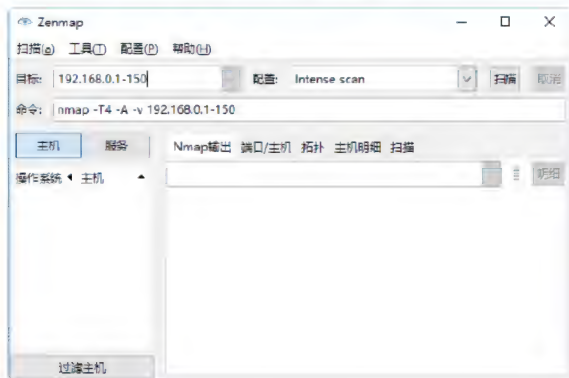 Zenmap
扫描(a) 工具(T) 配置(P) 帮助(H)
目标: 192.168.0.1-150 配置: Intense scan 扫描 取消
命令: nmap -T4 -A -v 192.168.0.1-150
主机 服务 Nmap输出 端口/主机 拓扑 主机明细 扫描
操作系统 主机 明细
过滤主机